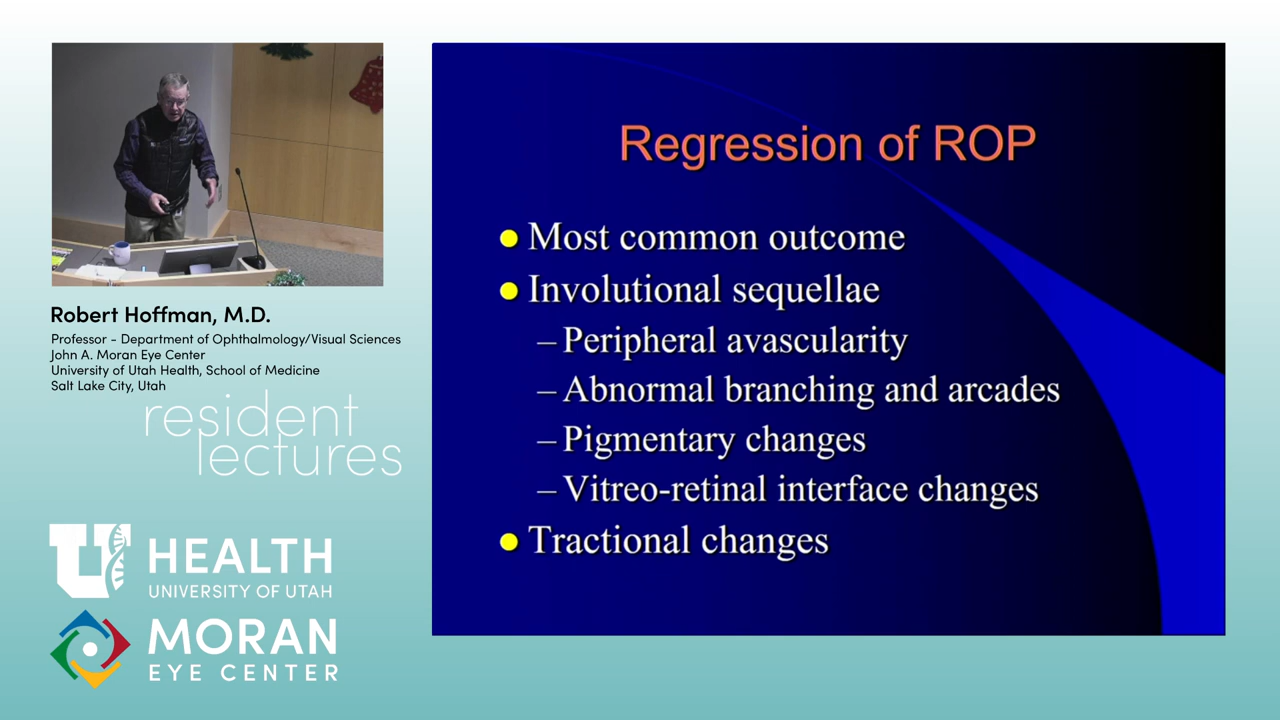 Regression of ROP
● Most common outcome
● Involutional sequellae
– Peripheral avascularity
– Abnormal branching and arcades
– Pigmentary changes
– Vitreo-retinal interface changes
● Tractional changes
Robert Hoffman, M.D.
Professor - Department of Ophthalmology/Visual Sciences
John A. Moran Eye Center
University of Utah Health, School of Medicine
Salt Lake City, Utah
resident
lectures
U HEALTH
UNIVERSITY OF UTAH
MORAN
EYE CENTER